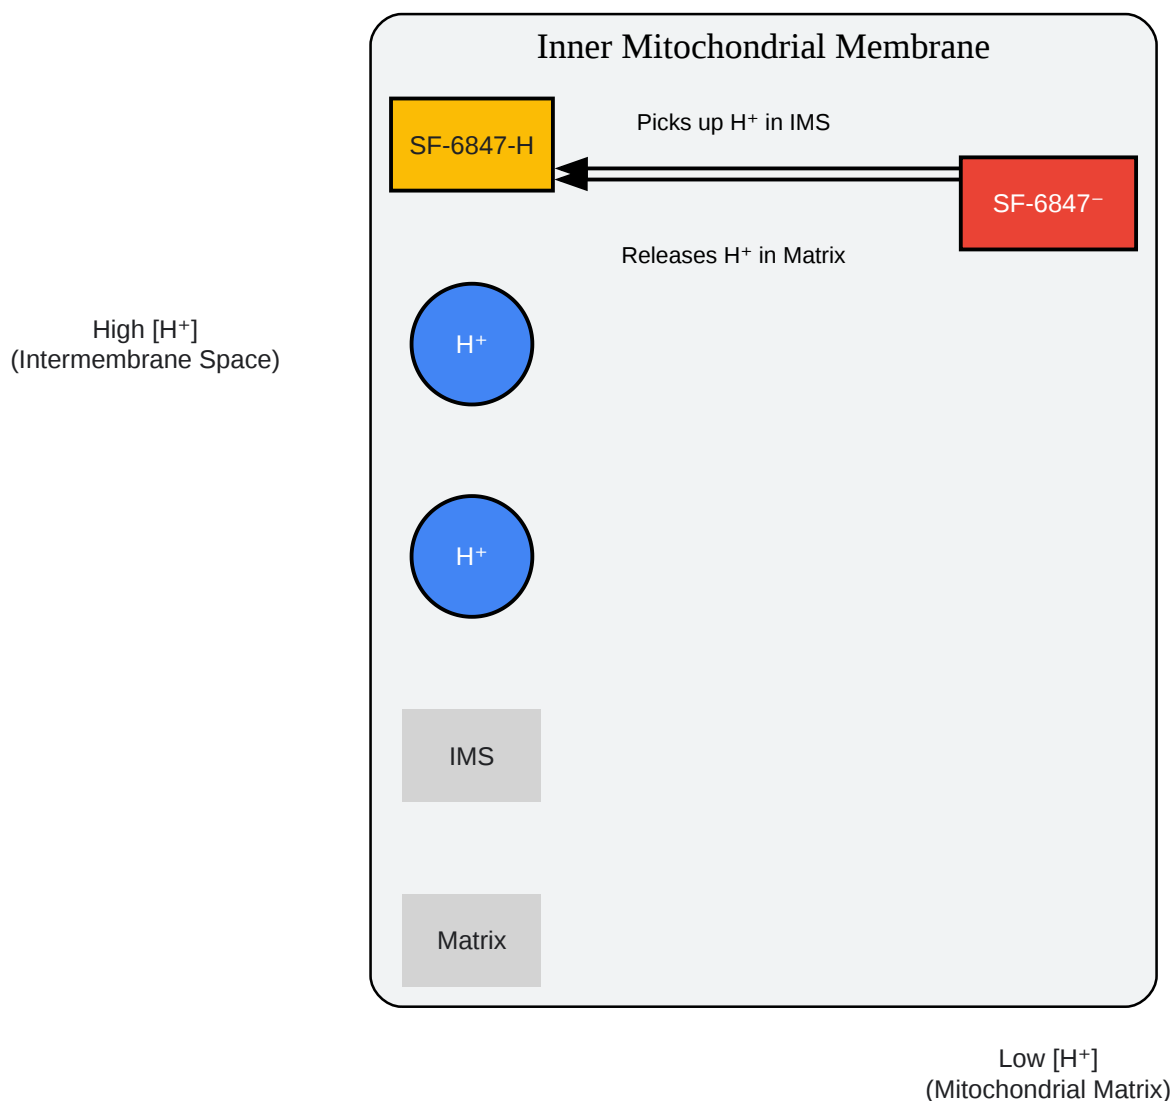 Inner Mitochondrial Membrane
SF-6847-H
Picks up H⁺ in IMS
SF-6847⁻
Releases H⁺ in Matrix
High [H⁺]
(Intermembrane Space)
H⁺
H⁺
IMS
Matrix
Low [H⁺]
(Mitochondrial Matrix)